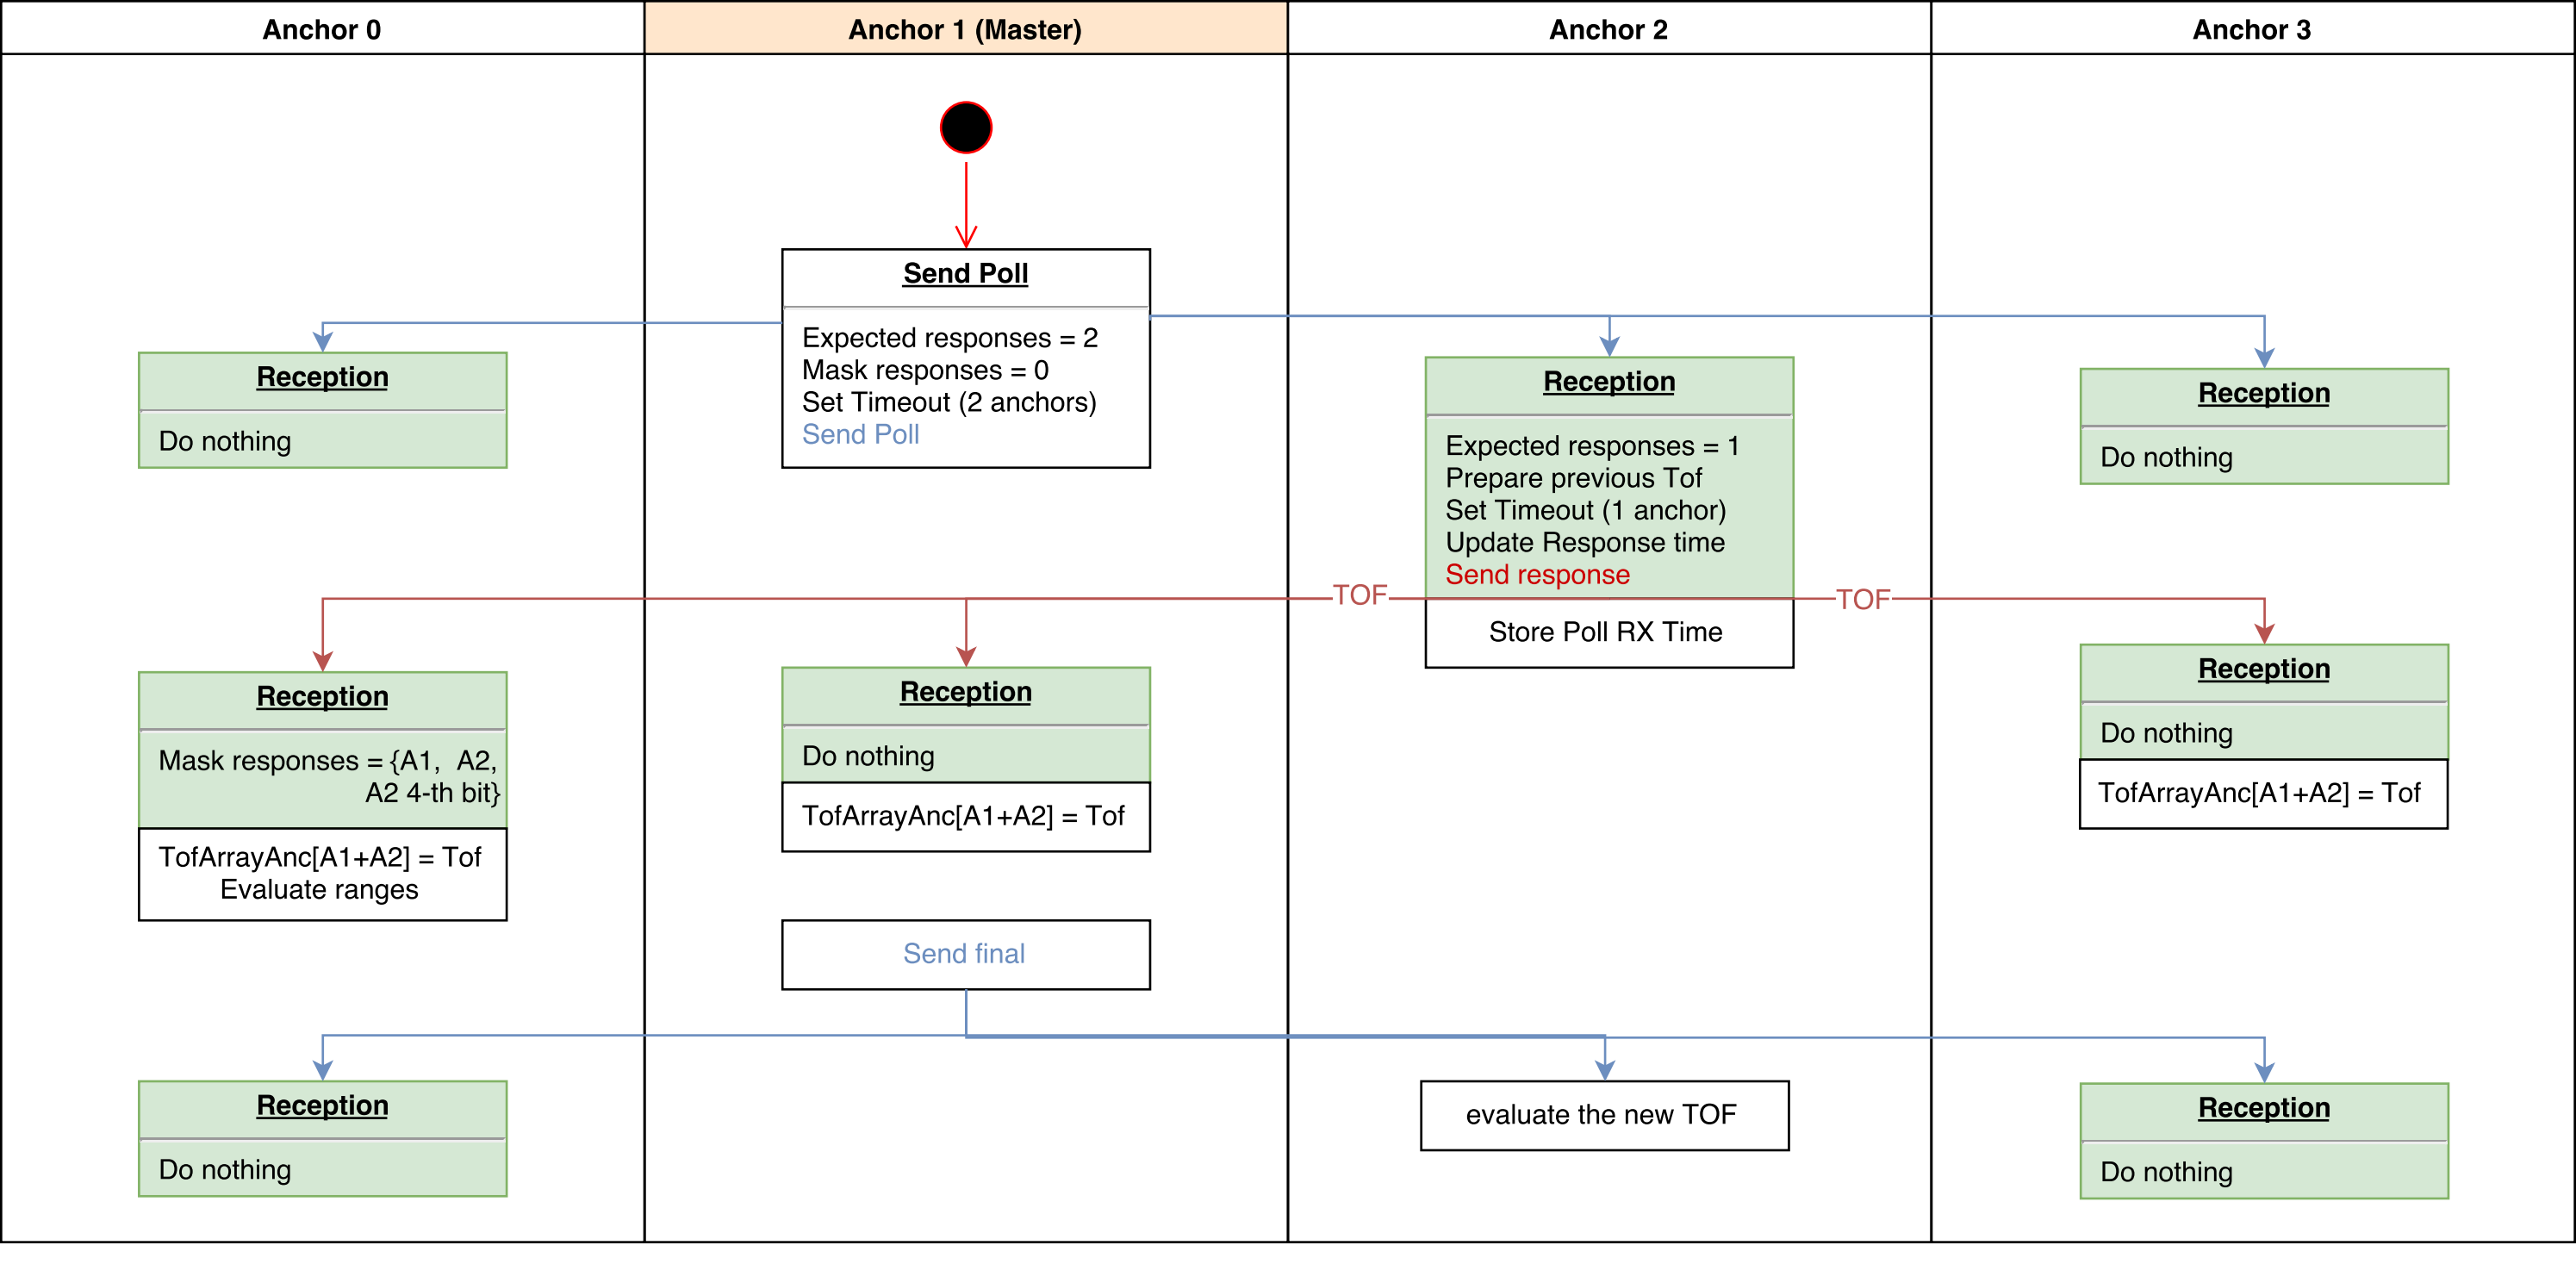 Anchor 0
Anchor 1 (Master)
Anchor 2
Anchor 3
Send Poll
Expected responses = 2
Mask responses = 0
Set Timeout (2 anchors)
Send Poll
Reception
Do nothing
Reception
Expected responses = 1
Prepare previous Tof
Set Timeout (1 anchor)
Update Response time
Send response
Store Poll RX Time
Reception
Do nothing
TOF
TOF
Reception
Mask responses = {A1, A2,
A2 4-th bit}
TofArrayAnc[A1+A2] = Tof
Evaluate ranges
Reception
Do nothing
TofArrayAnc[A1+A2] = Tof
Reception
Do nothing
TofArrayAnc[A1+A2] = Tof
Send final
Reception
Do nothing
evaluate the new TOF
Reception
Do nothing